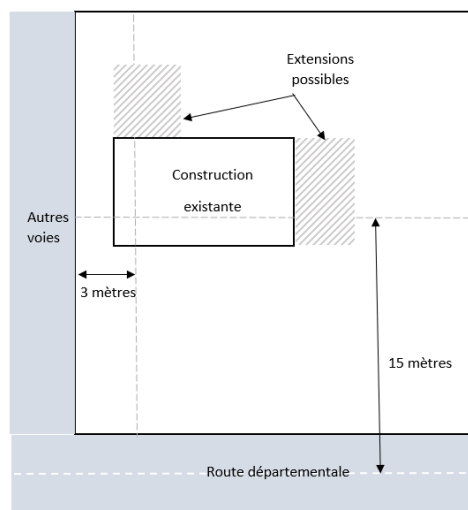 Extensions
possibles
Construction
existante
Autres
voies
3 mètres
15 mètres
Route départementale